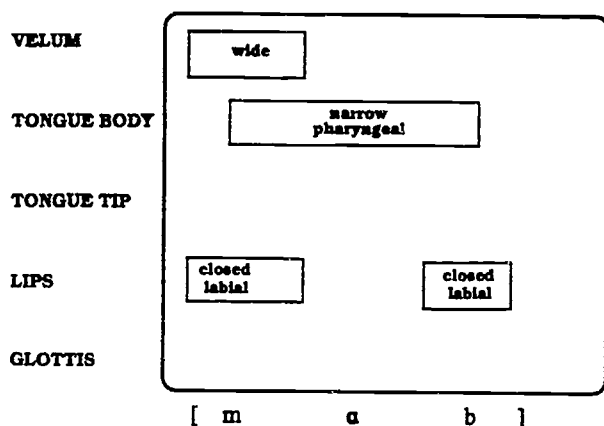 VELUM
wide
TONGUE BODY
narrow
pharyngeal
TONGUE TIP
LIPS
closed
labial
closed
labial
GLOTTIS
[ m ɑ b ]